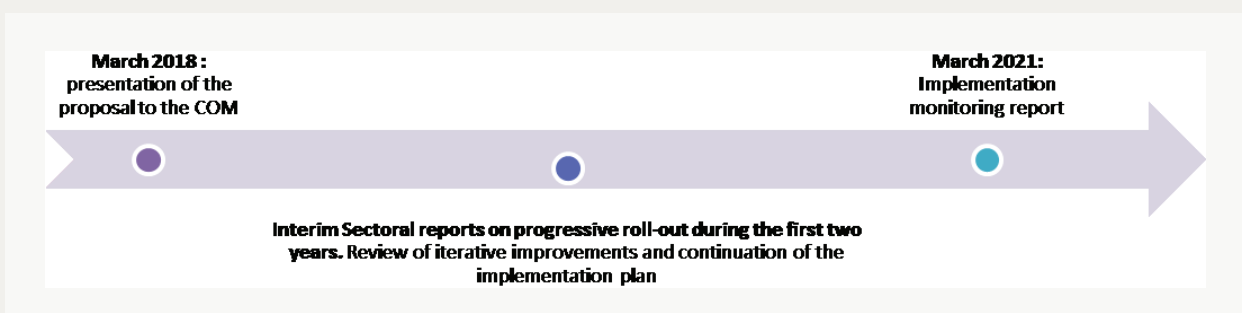 March 2018 :
presentation of the
proposal to the COM
March 2021:
Implementation
monitoring report
Interim Sectoral reports on progressive roll-out during the first two
years. Review of iterative improvements and continuation of the
implementation plan